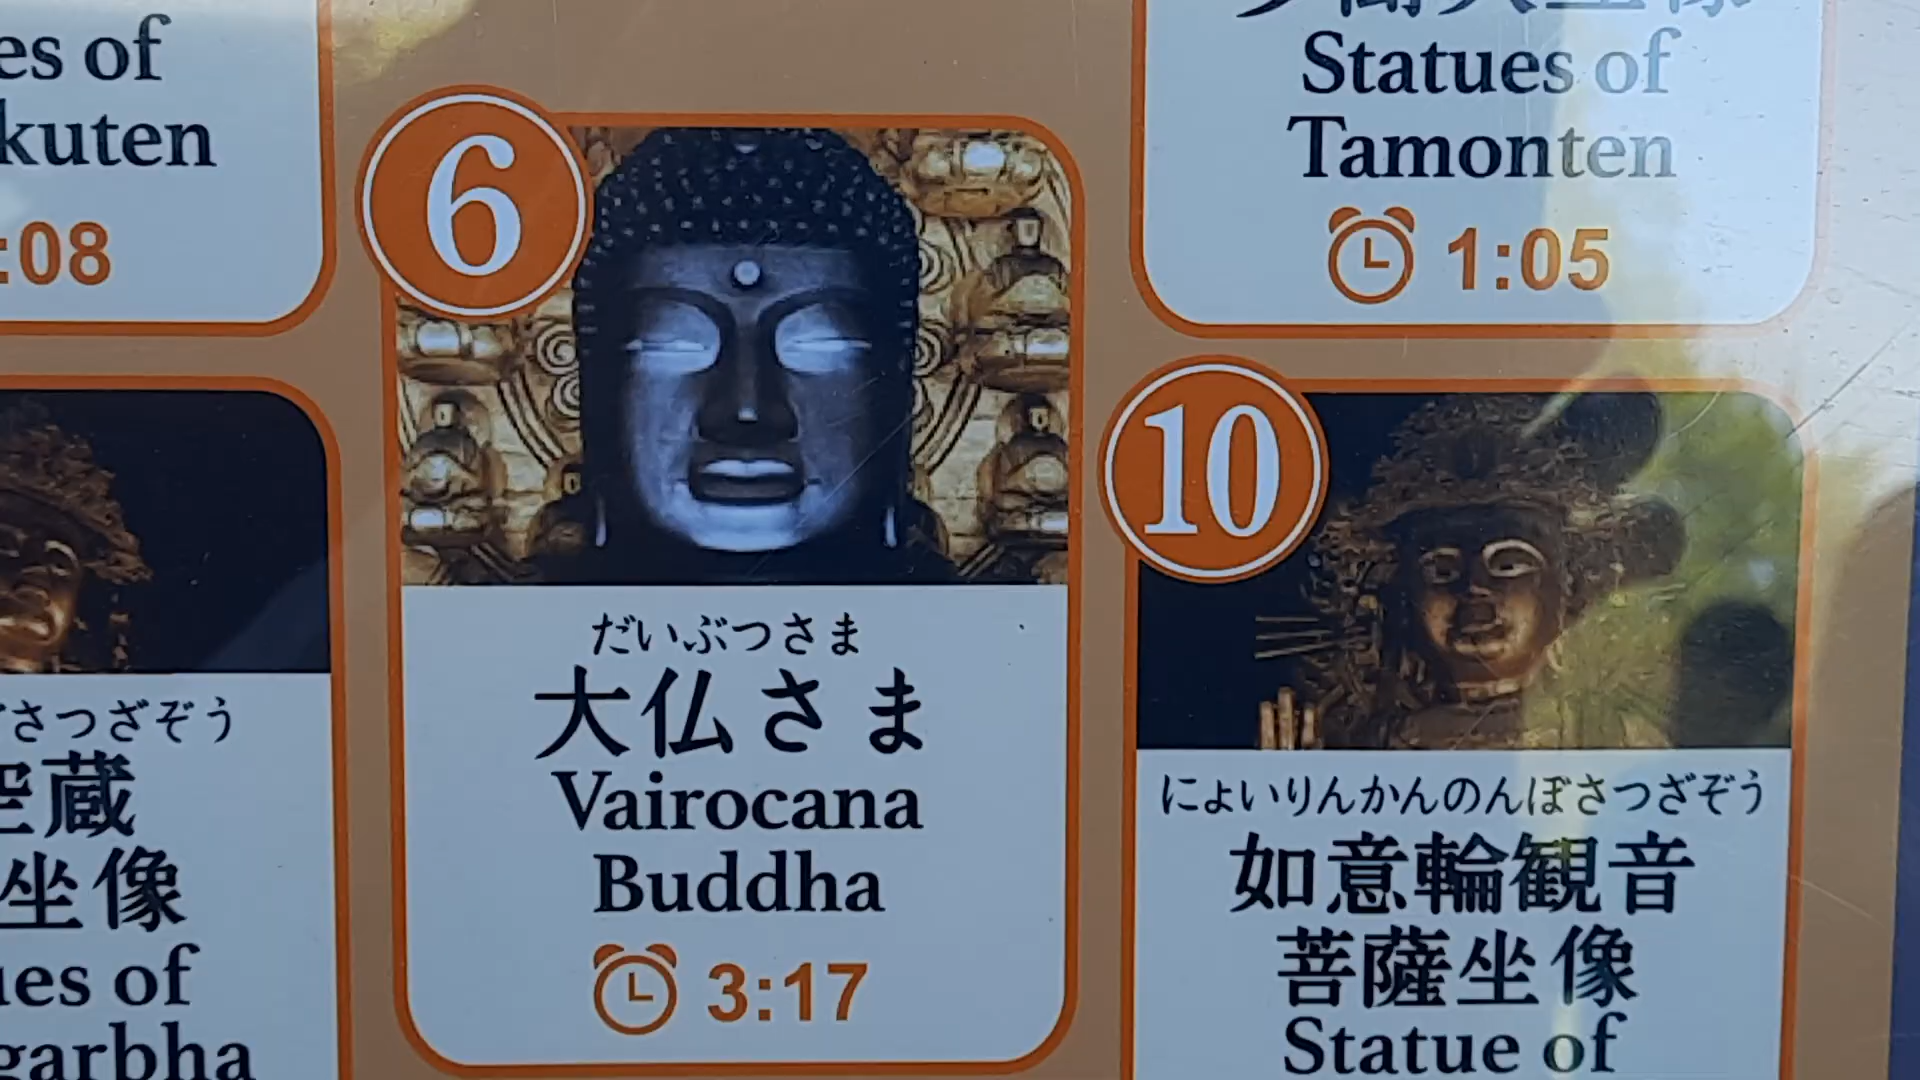 es of
kuten
:08
さつざぞう
空蔵
坐像
ues of
garbha
6
だいぶつさま
大仏さま
Vairocana
Buddha
3:17
Statues of
Tamonten
1:05
10
にょいりんかんのんぼさつざぞう
如意輪観音
菩薩坐像
Statue of